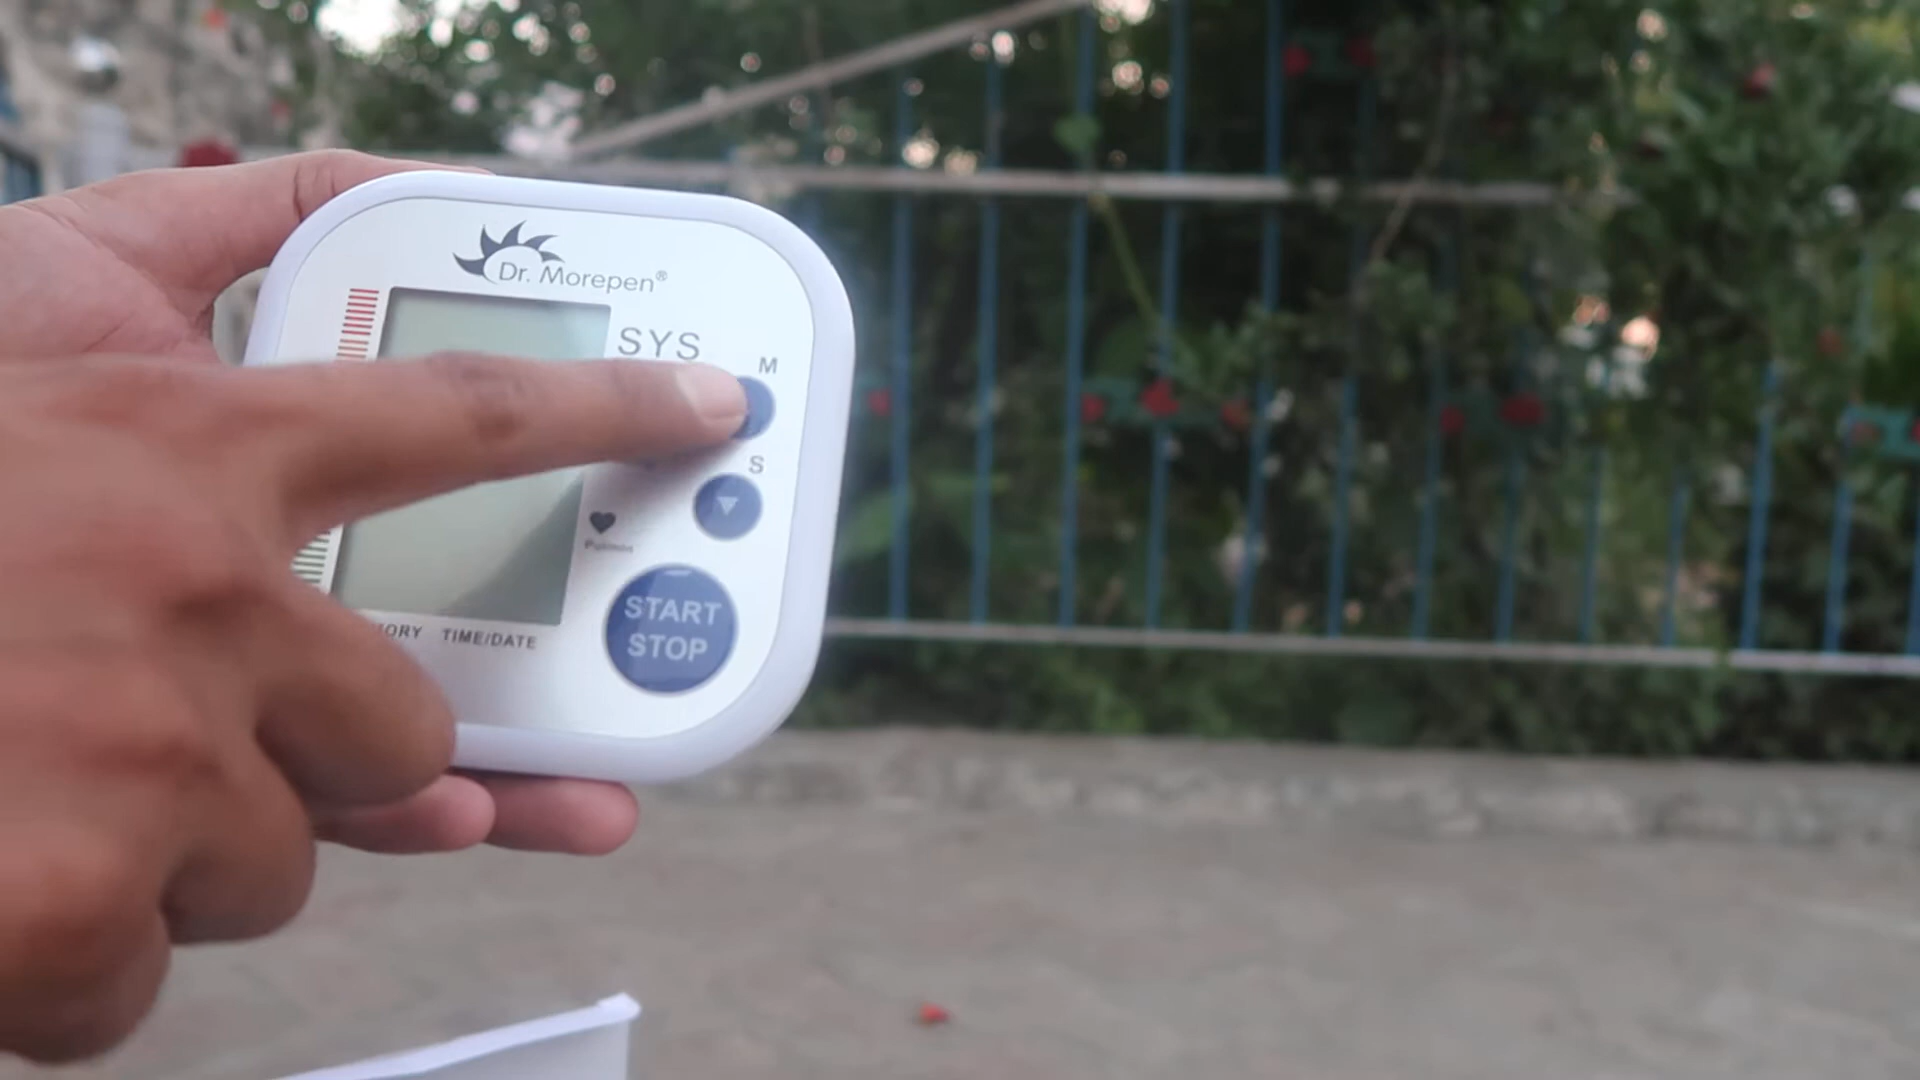 Dr. Morepen®
SYS
M
S
START
STOP
TIME/DATE